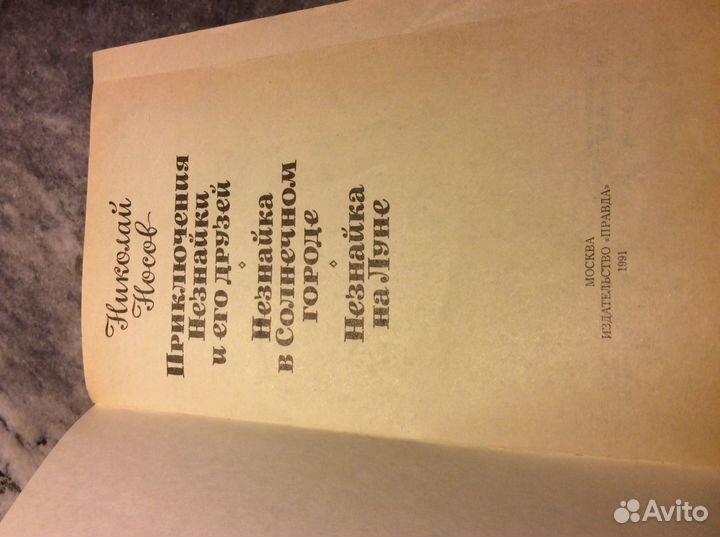 Николай
Носов
Приключения
Незнайки
и его друзей
Незнайка
в Солнечном
городе
Незнайка
на Луне
МОСКВА
ИЗДАТЕЛЬСТВО «ПРАВДА»
1991
Avito